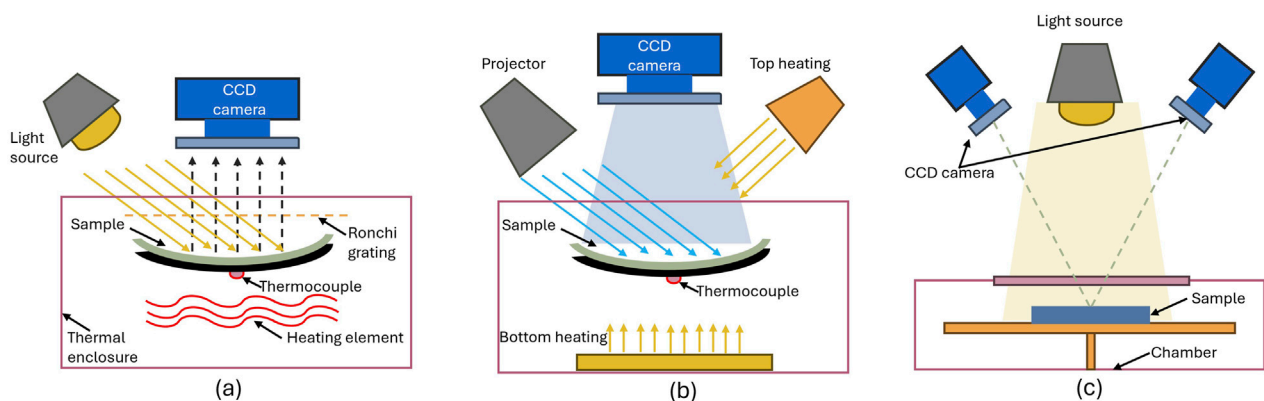 CCD
camera
Light
source
Sample
Ronchi
grating
Thermocouple
Heating element
Thermal
enclosure
(a)
Projector
CCD
camera
Top heating
Sample
Thermocouple
Bottom heating
(b)
Light source
CCD camera
Sample
Chamber
(c)